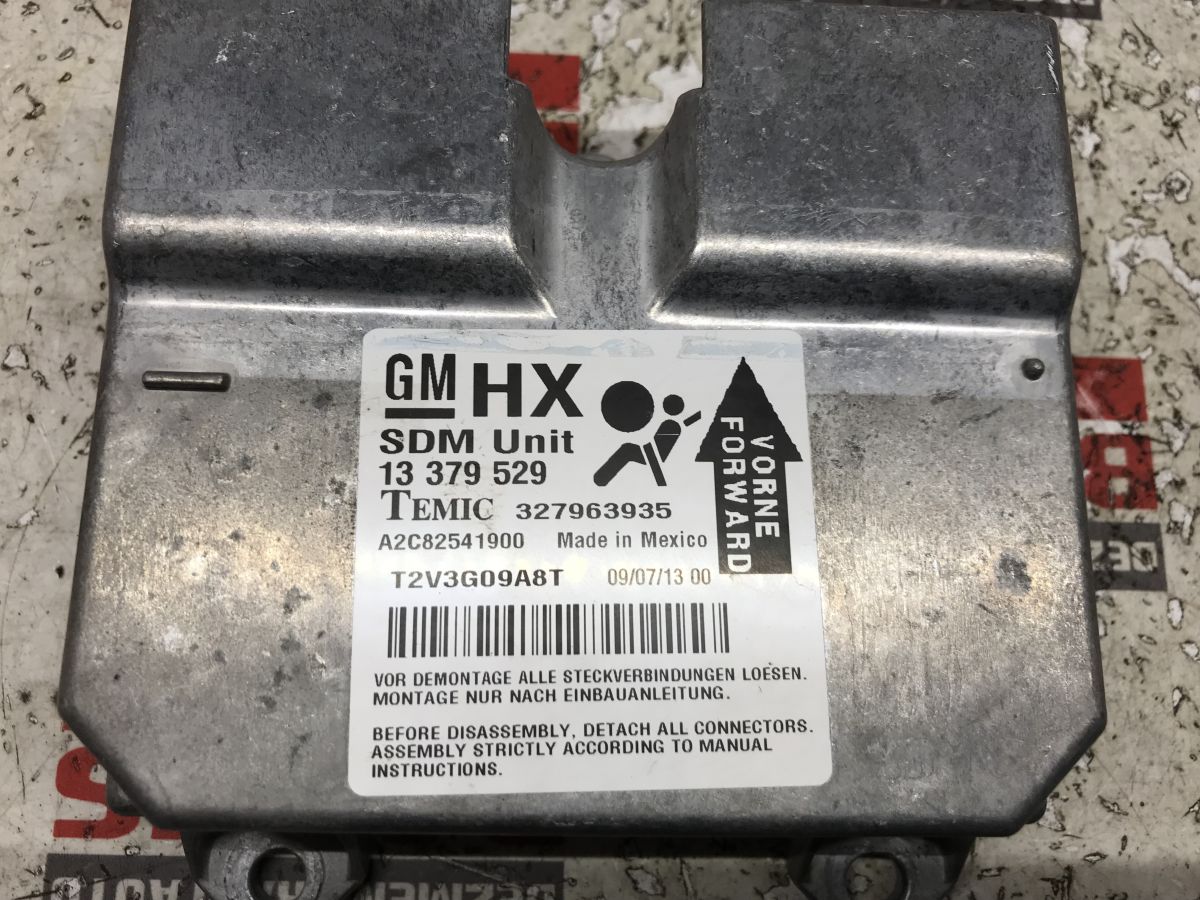 GM HX
SDM Unit
13 379 529
TEMIC 327963935
A2C82541900 Made in Mexico
T2V3G09A8T 09/07/13 00
VORNE
FORWARD
VOR DEMONTAGE ALLE STECKVERBINDUNGEN LOESEN.
MONTAGE NUR NACH EINBAUANLEITUNG.
BEFORE DISASSEMBLY, DETACH ALL CONNECTORS.
ASSEMBLY STRICTLY ACCORDING TO MANUAL
INSTRUCTIONS.